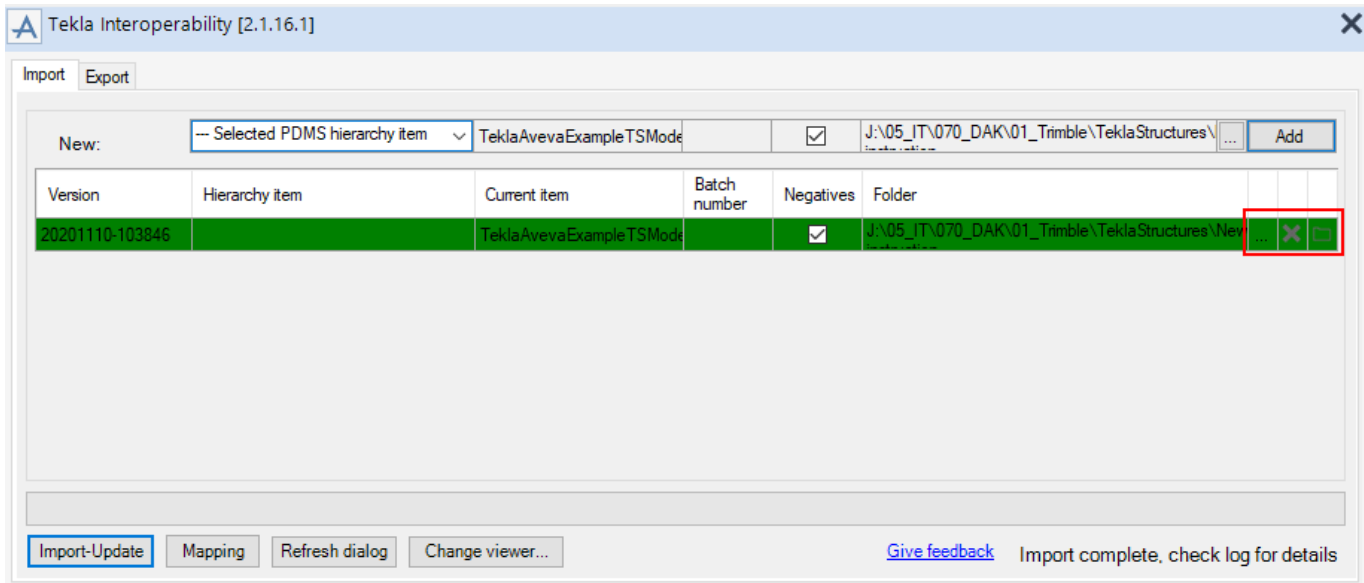 Tekla Interoperability [2.1.16.1]
Import Export
New: --- Selected PDMS hierarchy item TeklaAvevaExampleTSMode J:\05_IT\070_DAK\01_Trimble\TeklaStructures\ ... Add
Version Hierarchy item Current item Batch number Negatives Folder
20201110-103846 TeklaAvevaExampleTSMode J:\05_IT\070_DAK\01_Trimble\TeklaStructures\New ...
Import-Update Mapping Refresh dialog Change viewer... Give feedback Import complete, check log for details